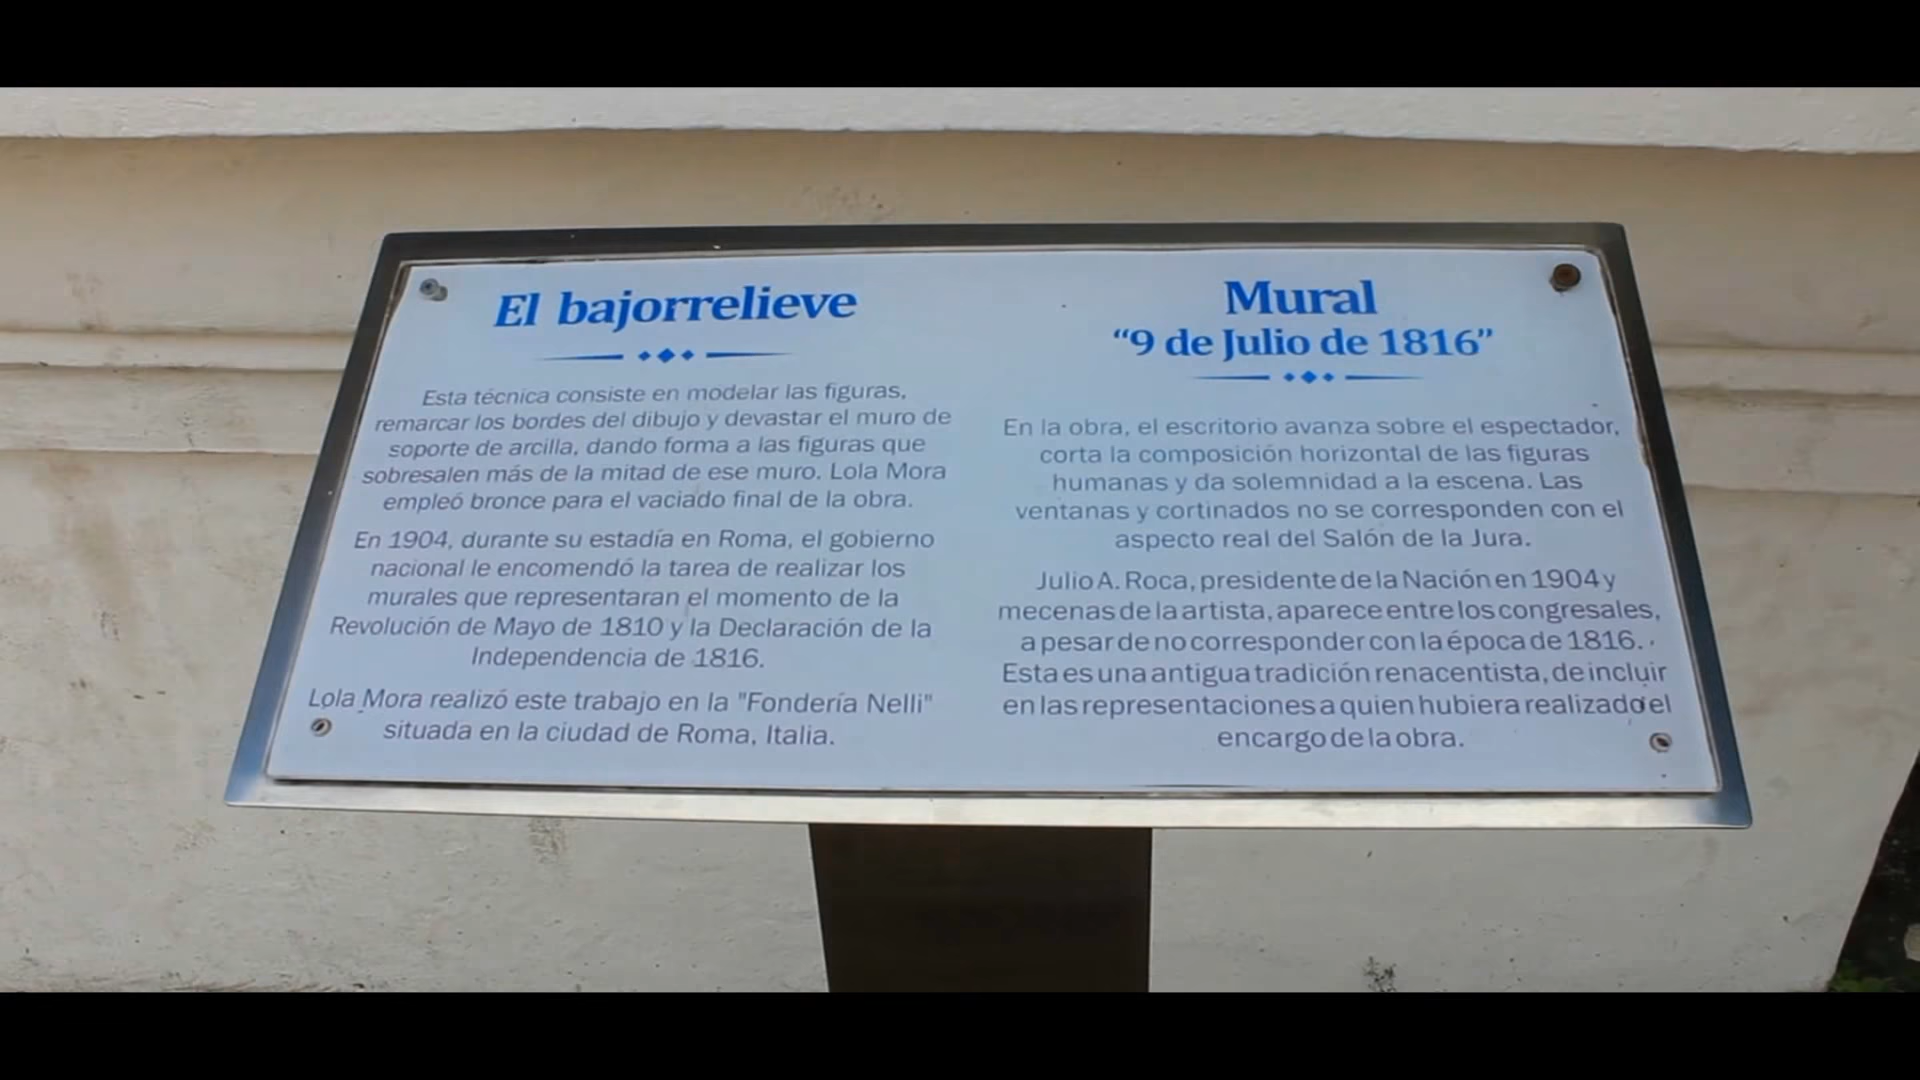 El bajorrelieve
Esta técnica consiste en modelar las figuras,
remarcar los bordes del dibujo y devastar el muro de
soporte de arcilla, dando forma a las figuras que
sobresalen más de la mitad de ese muro. Lola Mora
empleó bronce para el vaciado final de la obra.
En 1904, durante su estadía en Roma, el gobierno
nacional le encomendó la tarea de realizar los
murales que representaran el momento de la
Revolución de Mayo de 1810 y la Declaración de la
Independencia de 1816.
Lola Mora realizó este trabajo en la "Fondería Nelli"
situada en la ciudad de Roma, Italia.
Mural
“9 de Julio de 1816”
En la obra, el escritorio avanza sobre el espectador,
corta la composición horizontal de las figuras
humanas y da solemnidad a la escena. Las
ventanas y cortinados no se corresponden con el
aspecto real del Salón de la Jura.
Julio A. Roca, presidente de la Nación en 1904 y
mecenas de la artista, aparece entre los congresales,
a pesar de no corresponder con la época de 1816.
Esta es una antigua tradición renacentista, de incluir
en las representaciones a quien hubiera realizado el
encargo de la obra.